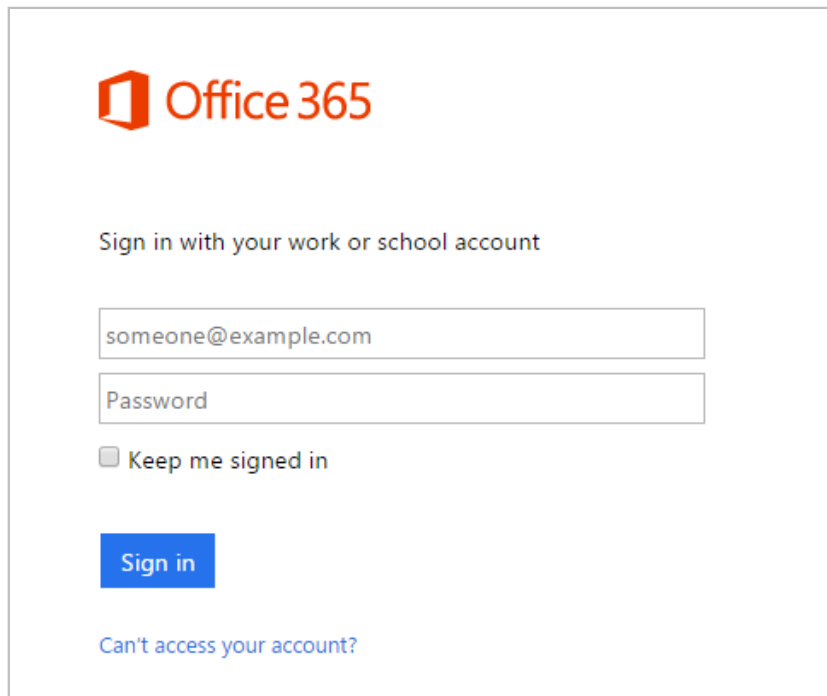 Office 365
Sign in with your work or school account
someone@example.com
Password
Keep me signed in
Sign in
Can't access your account?